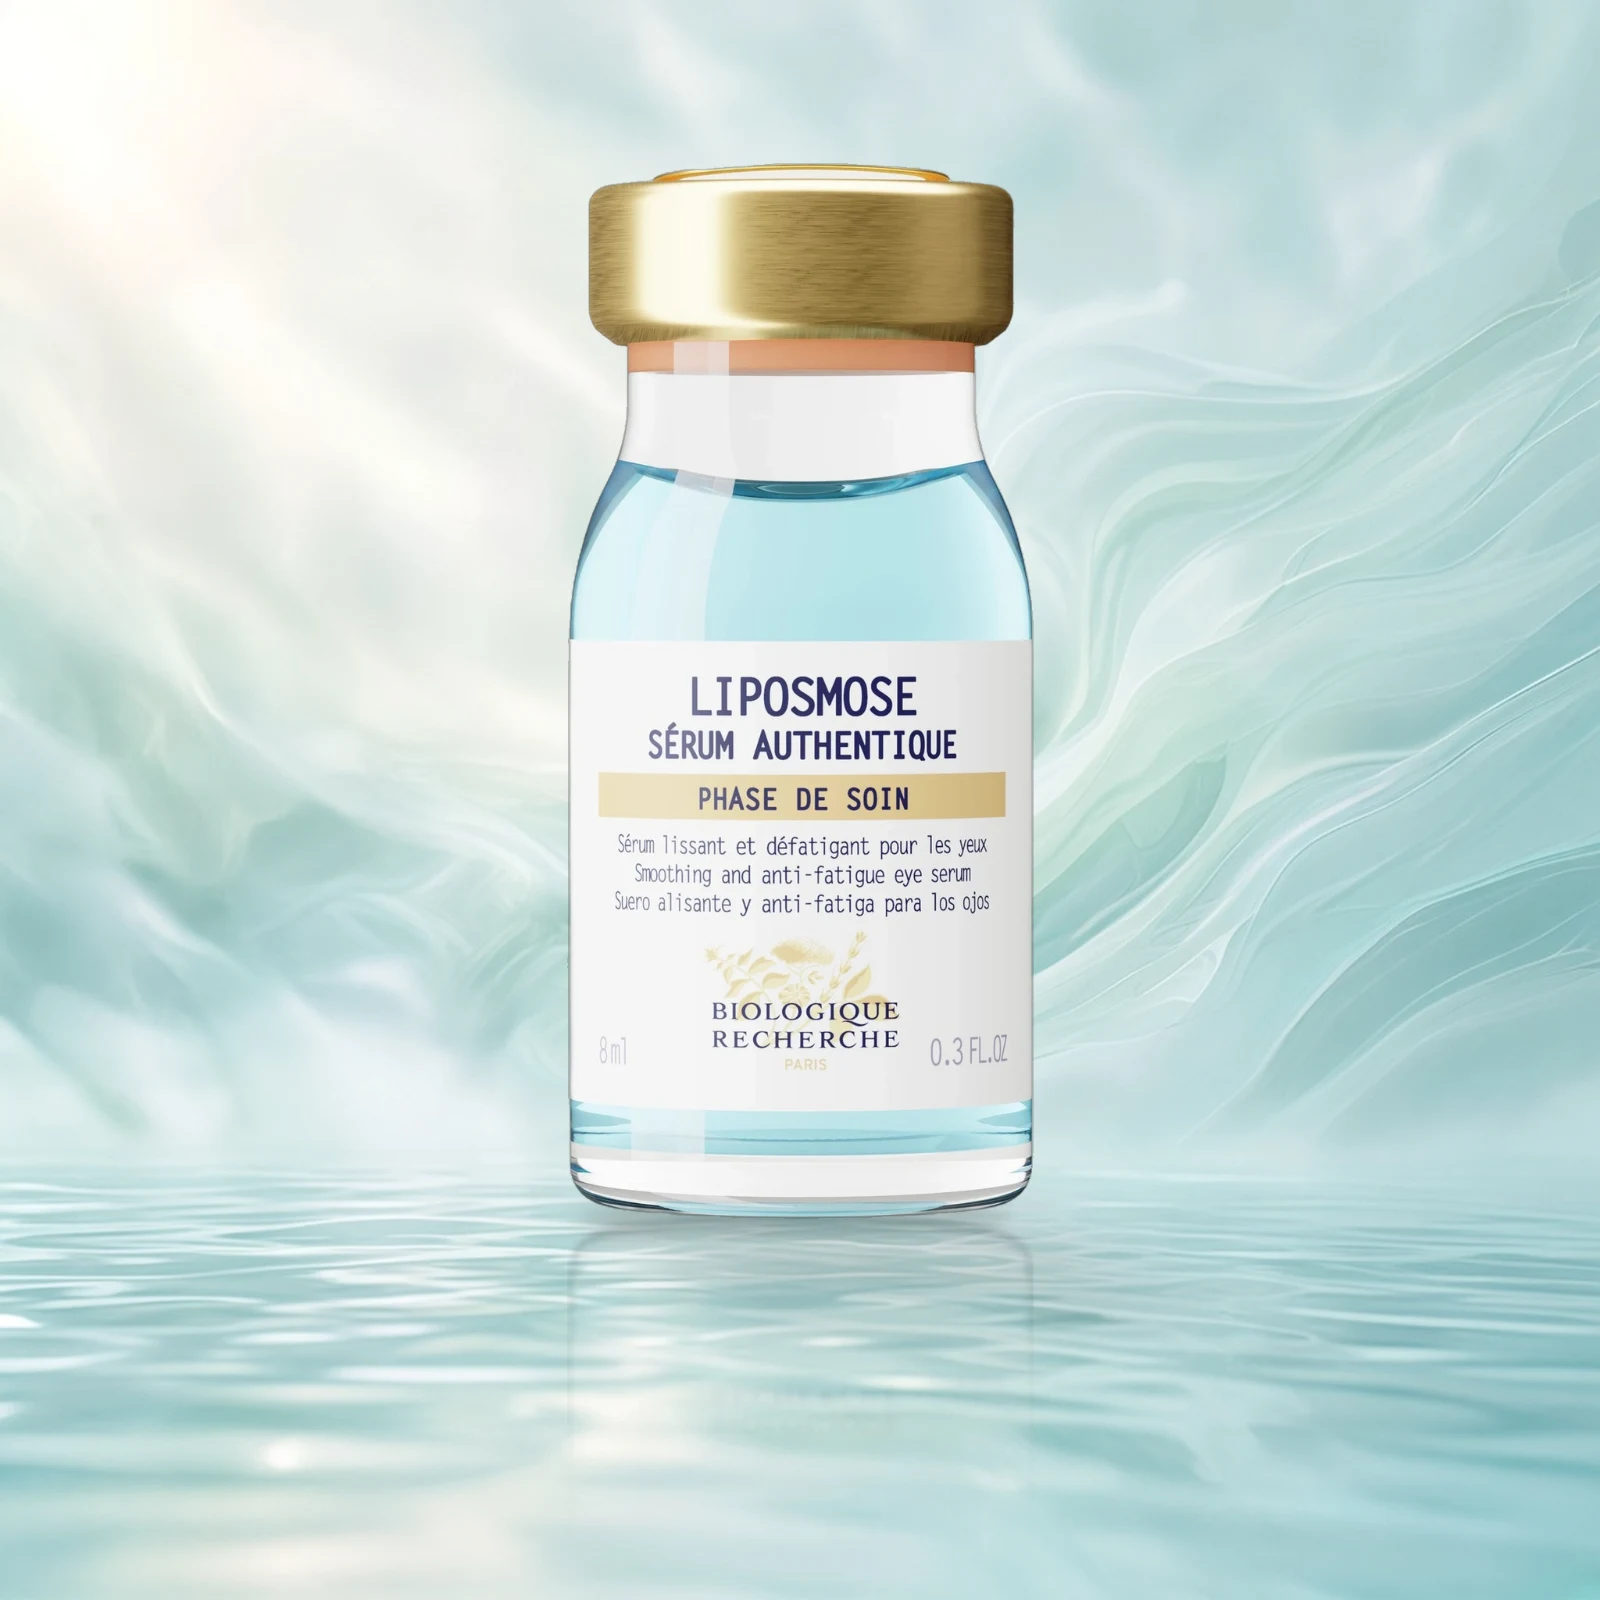 LIPOSMOSE
SÉRUM AUTHENTIQUE
PHASE DE SOIN
Sérum lissant et défatigant pour les yeux
Smoothing and anti-fatigue eye serum
Suero alisante y anti-fatiga para los ojos
BIOLOGIQUE
RECHERCHE
PARIS
8ml
0.3 FL.OZ